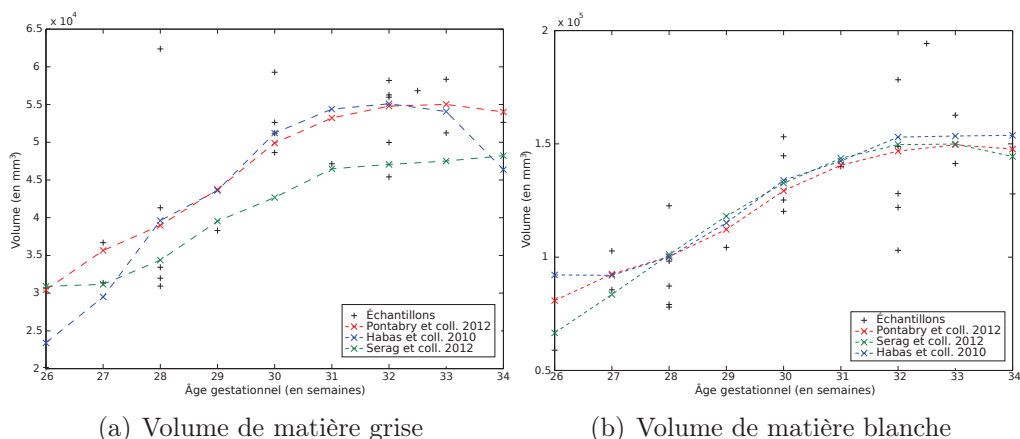 x 10⁴
6.5
6
5.5
5
4.5
4
3.5
3
2.5
2
26 27 28 29 30 31 32 33 34
Volume (en mm³)
Âge gestationnel (en semaines)
Échantillons
Pontabry et coll. 2012
Habas et coll. 2010
Serag et coll. 2012
(a) Volume de matière grise
x 10⁵
2
1.5
1
0.5
26 27 28 29 30 31 32 33 34
Volume (en mm³)
Âge gestationnel (en semaines)
Échantillons
Pontabry et coll. 2012
Serag et coll. 2012
Habas et coll. 2010
(b) Volume de matière blanche